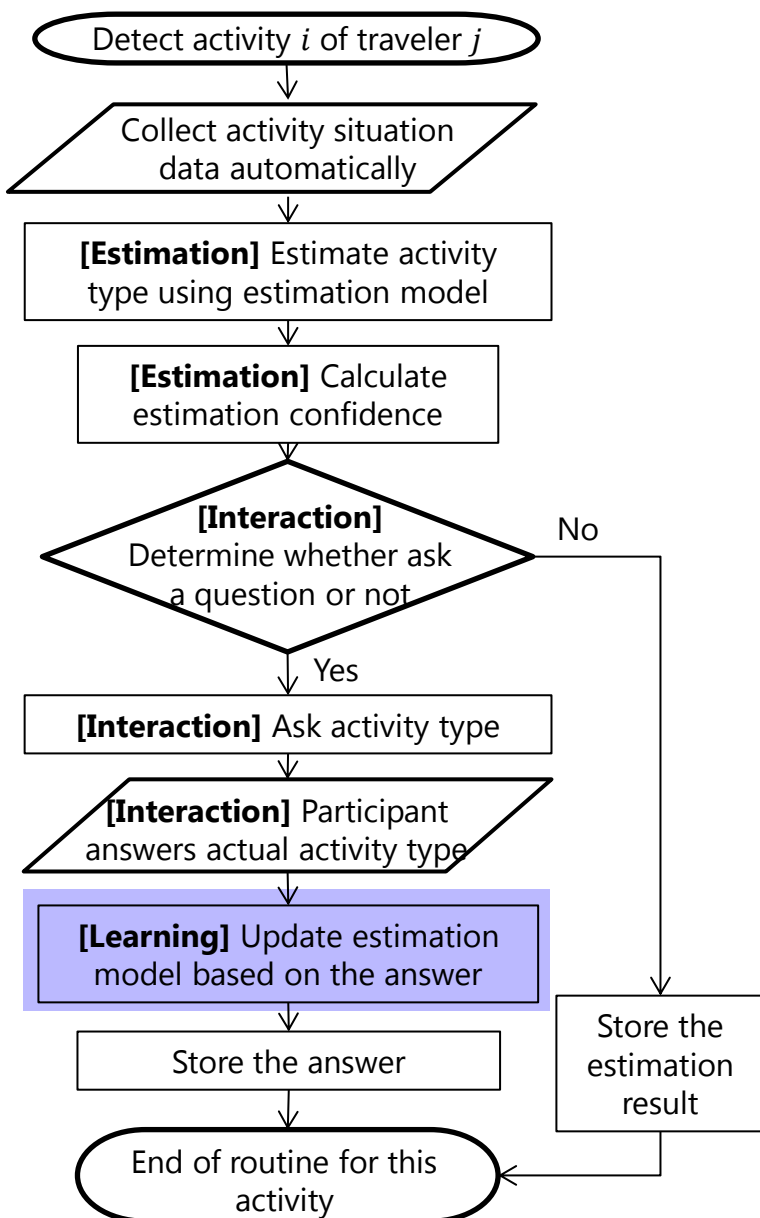 Detect activity i of traveler j
Collect activity situation
data automatically
[Estimation] Estimate activity
type using estimation model
[Estimation] Calculate
estimation confidence
[Interaction]
Determine whether ask
a question or not
No
Yes
[Interaction] Ask activity type
[Interaction] Participant
answers actual activity type
[Learning] Update estimation
model based on the answer
Store the answer
Store the
estimation
result
End of routine for this
activity